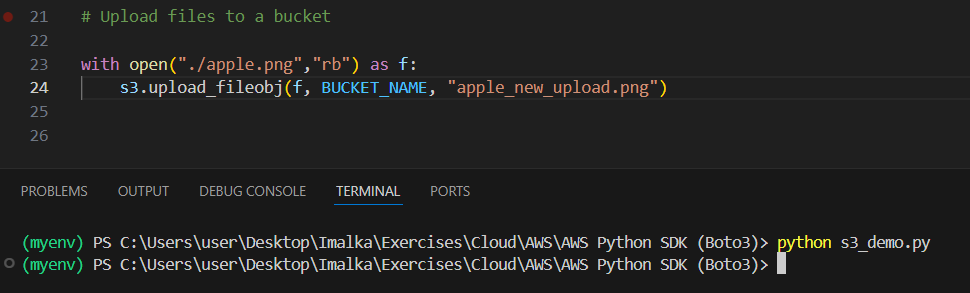 21 # Upload files to a bucket
22
23 with open("./apple.png","rb") as f:
24 s3.upload_fileobj(f, BUCKET_NAME, "apple_new_upload.png")
25
26
PROBLEMS OUTPUT DEBUG CONSOLE TERMINAL PORTS
(myenv) PS C:\Users\user\Desktop\Imalka\Exercises\Cloud\AWS\AWS Python SDK (Boto3)> python s3_demo.py
(myenv) PS C:\Users\user\Desktop\Imalka\Exercises\Cloud\AWS\AWS Python SDK (Boto3)>